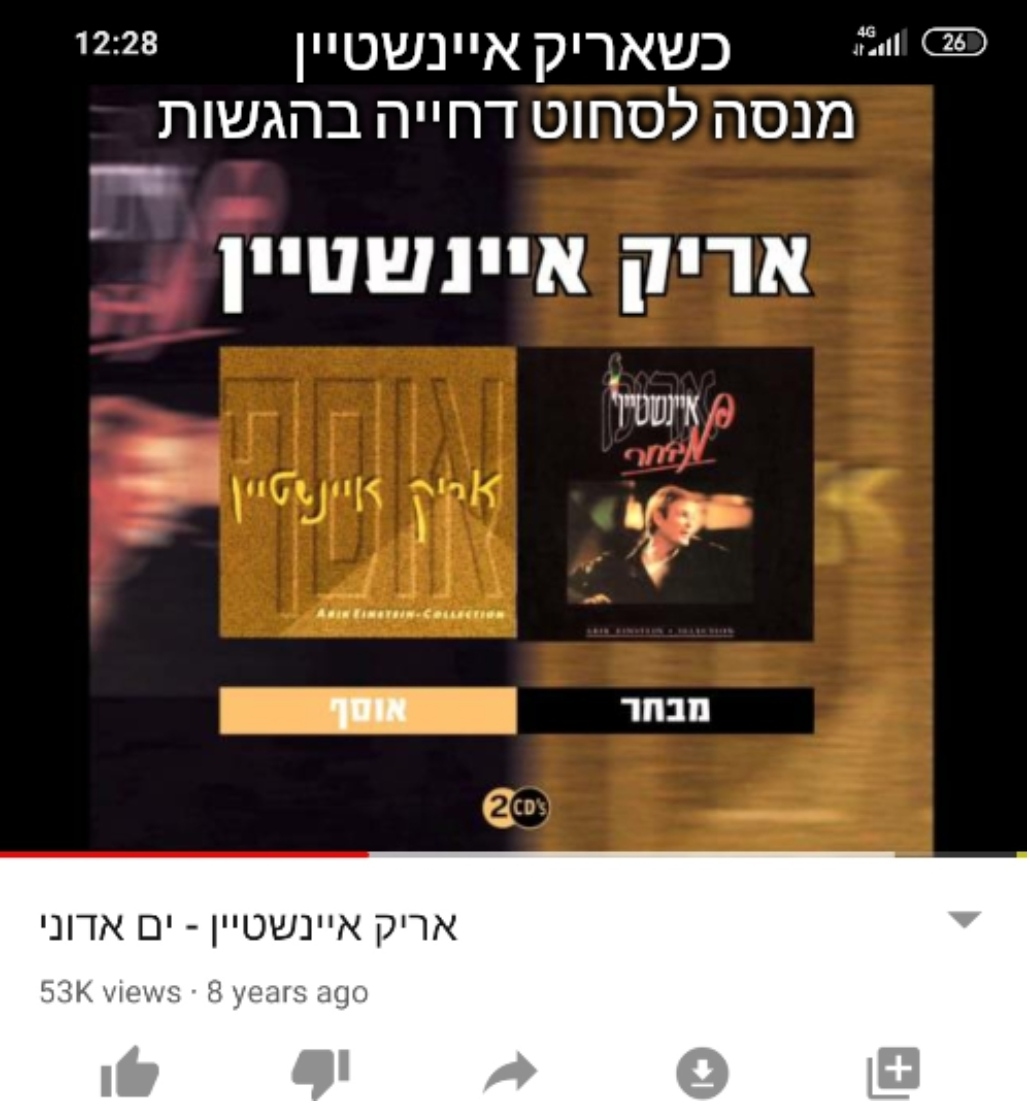 12:28
4G
26
כשאריק איינשטיין
מנסה לסחוט דחייה בהגשות
אריק איינשטיין
אוסף
אריק איינשטיין
ARIK EINSTEIN-COLLECTION
איינשטיין
מבחר
ARIK EINSTEIN • SELECTION
אוסף
מבחר
2 CD's
אריק איינשטיין - ים אדוני
53K views · 8 years ago